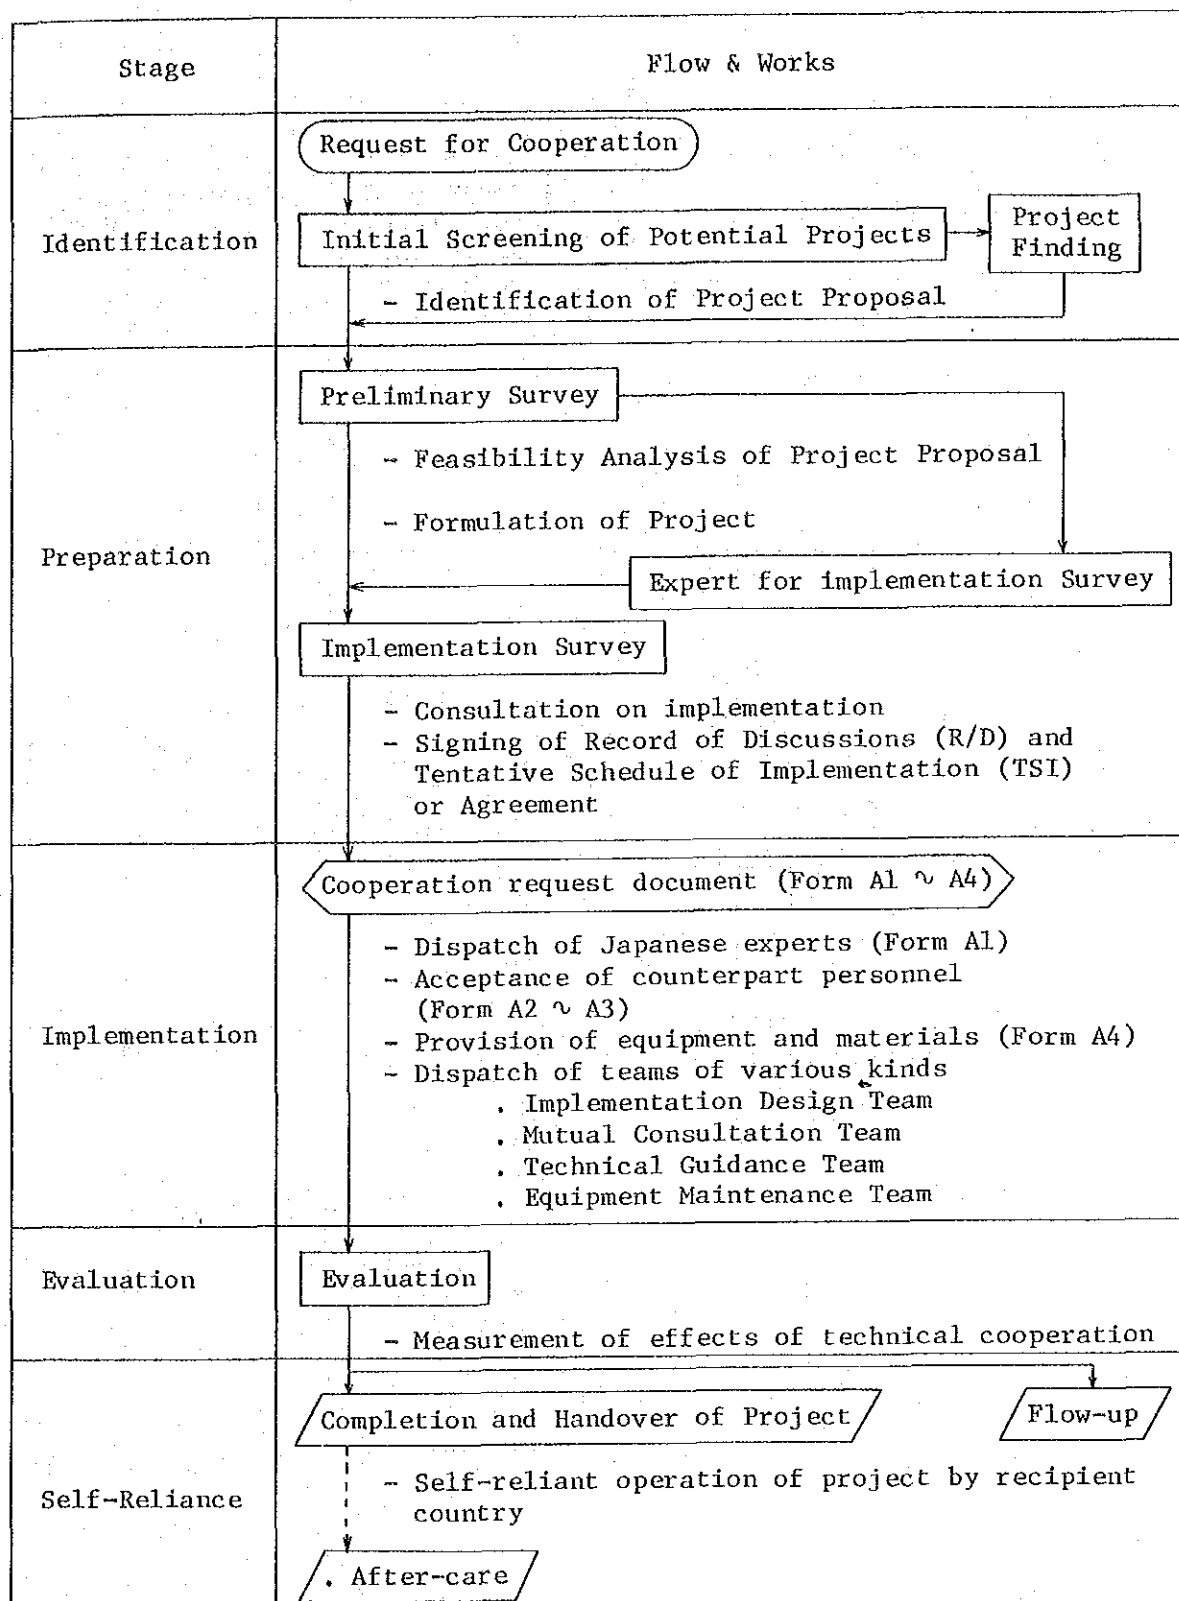 Stage
Flow & Works
Request for Cooperation
Identification
Initial Screening of Potential Projects
Project
Finding
- Identification of Project Proposal
Preliminary Survey
- Feasibility Analysis of Project Proposal
- Formulation of Project
Preparation
Expert for implementation Survey
Implementation Survey
- Consultation on implementation
- Signing of Record of Discussions (R/D) and
Tentative Schedule of Implementation (TSI)
or Agreement
Cooperation request document (Form A1 ∿ A4)
- Dispatch of Japanese experts (Form A1)
- Acceptance of counterpart personnel
(Form A2 ∿ A3)
Implementation
- Provision of equipment and materials (Form A4)
- Dispatch of teams of various kinds
. Implementation Design Team
. Mutual Consultation Team
. Technical Guidance Team
. Equipment Maintenance Team
Evaluation
Evaluation
- Measurement of effects of technical cooperation
Completion and Handover of Project
Flow-up
Self-Reliance
- Self-reliant operation of project by recipient
country
. After-care